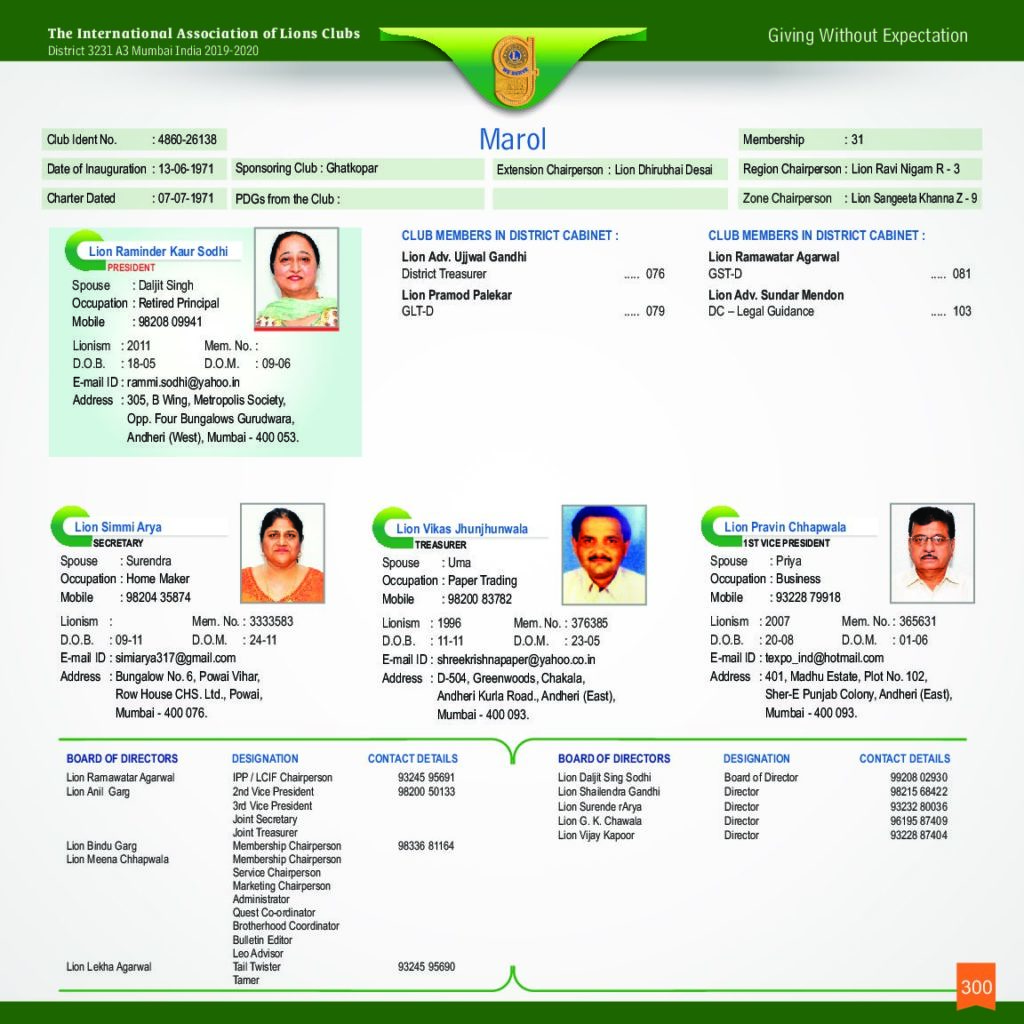 The International Association of Lions Clubs
District 3231 A3 Mumbai India 2019-2020
Giving Without Expectation
WE SERVE
Marol
Club Ident No. : 4860-26138
Membership : 31
Date of Inauguration : 13-06-1971
Sponsoring Club : Ghatkopar
Extension Chairperson : Lion Dhirubhai Desai
Region Chairperson : Lion Ravi Nigam R - 3
Charter Dated : 07-07-1971
PDGs from the Club :
Zone Chairperson : Lion Sangeeta Khanna Z - 9
Lion Raminder Kaur Sodhi
PRESIDENT
Spouse : Daljit Singh
Occupation : Retired Principal
Mobile : 98208 09941
Lionism : 2011 Mem. No. :
D.O.B. : 18-05 D.O.M. : 09-06
E-mail ID : rammi.sodhi@yahoo.in
Address : 305, B Wing, Metropolis Society,
Opp. Four Bungalows Gurudwara,
Andheri (West), Mumbai - 400 053.
CLUB MEMBERS IN DISTRICT CABINET :
Lion Adv. Ujjwal Gandhi
District Treasurer ..... 076
Lion Pramod Palekar
GLT-D ..... 079
CLUB MEMBERS IN DISTRICT CABINET :
Lion Ramawatar Agarwal
GST-D ..... 081
Lion Adv. Sundar Mendon
DC – Legal Guidance ..... 103
Lion Simmi Arya
SECRETARY
Spouse : Surendra
Occupation : Home Maker
Mobile : 98204 35874
Lionism : Mem. No. : 3333583
D.O.B. : 09-11 D.O.M. : 24-11
E-mail ID : simiarya317@gmail.com
Address : Bungalow No. 6, Powai Vihar,
Row House CHS. Ltd., Powai,
Mumbai - 400 076.
Lion Vikas Jhunjhunwala
TREASURER
Spouse : Uma
Occupation : Paper Trading
Mobile : 98200 83782
Lionism : 1996 Mem. No. : 376385
D.O.B. : 11-11 D.O.M. : 23-05
E-mail ID : shreekrishnapaper@yahoo.co.in
Address : D-504, Greenwoods, Chakala,
Andheri Kurla Road., Andheri (East),
Mumbai - 400 093.
Lion Pravin Chhapwala
1ST VICE PRESIDENT
Spouse : Priya
Occupation : Business
Mobile : 93228 79918
Lionism : 2007 Mem. No. : 365631
D.O.B. : 20-08 D.O.M. : 01-06
E-mail ID : texpo_ind@hotmail.com
Address : 401, Madhu Estate, Plot No. 102,
Sher-E Punjab Colony, Andheri (East),
Mumbai - 400 093.
BOARD OF DIRECTORS DESIGNATION CONTACT DETAILS
Lion Ramawatar Agarwal IPP / LCIF Chairperson 93245 95691
Lion Anil Garg 2nd Vice President 98200 50133
3rd Vice President
Joint Secretary
Joint Treasurer
Lion Bindu Garg Membership Chairperson 98336 81164
Lion Meena Chhapwala Membership Chairperson
Service Chairperson
Marketing Chairperson
Administrator
Quest Co-ordinator
Brotherhood Coordinator
Bulletin Editor
Leo Advisor
Lion Lekha Agarwal Tail Twister 93245 95690
Tamer
BOARD OF DIRECTORS DESIGNATION CONTACT DETAILS
Lion Daljit Sing Sodhi Board of Director 99208 02930
Lion Shailendra Gandhi Director 98215 68422
Lion Surende rArya Director 93232 80036
Lion G. K. Chawala Director 96195 87409
Lion Vijay Kapoor Director 93228 87404
300